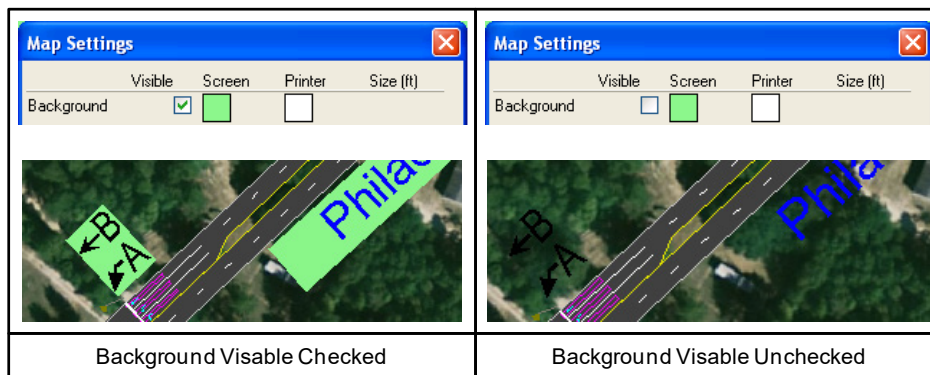 Map Settings
Visible Screen Printer Size (ft)
Background
B
A
Philad
Background Visable Checked
Map Settings
Visible Screen Printer Size (ft)
Background
B
A
Phila
Background Visable Unchecked